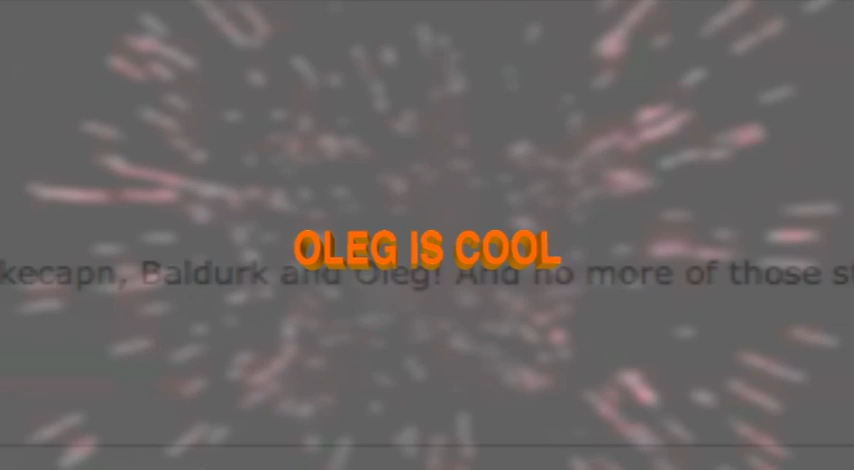 OLEG IS COOL
kecapn, Baldurk and Oleg! And no more of those